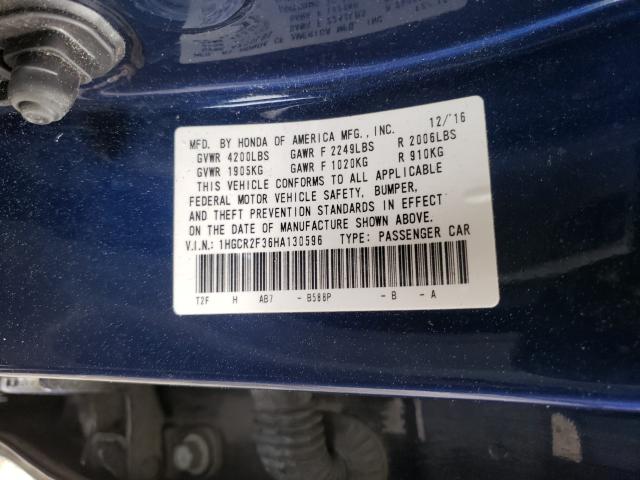 MFD. BY HONDA OF AMERICA MFG., INC. 12/'16
GVWR 4200LBS GAWR F 2249LBS R 2006LBS
GVWR 1905KG GAWR F 1020KG R 910KG
THIS VEHICLE CONFORMS TO ALL APPLICABLE
FEDERAL MOTOR VEHICLE SAFETY, BUMPER,
AND THEFT PREVENTION STANDARDS IN EFFECT
ON THE DATE OF MANUFACTURE SHOWN ABOVE.
V.I.N.: 1HGCR2F36HA130596 TYPE: PASSENGER CAR
T2F H AB7 - B588P - B - A